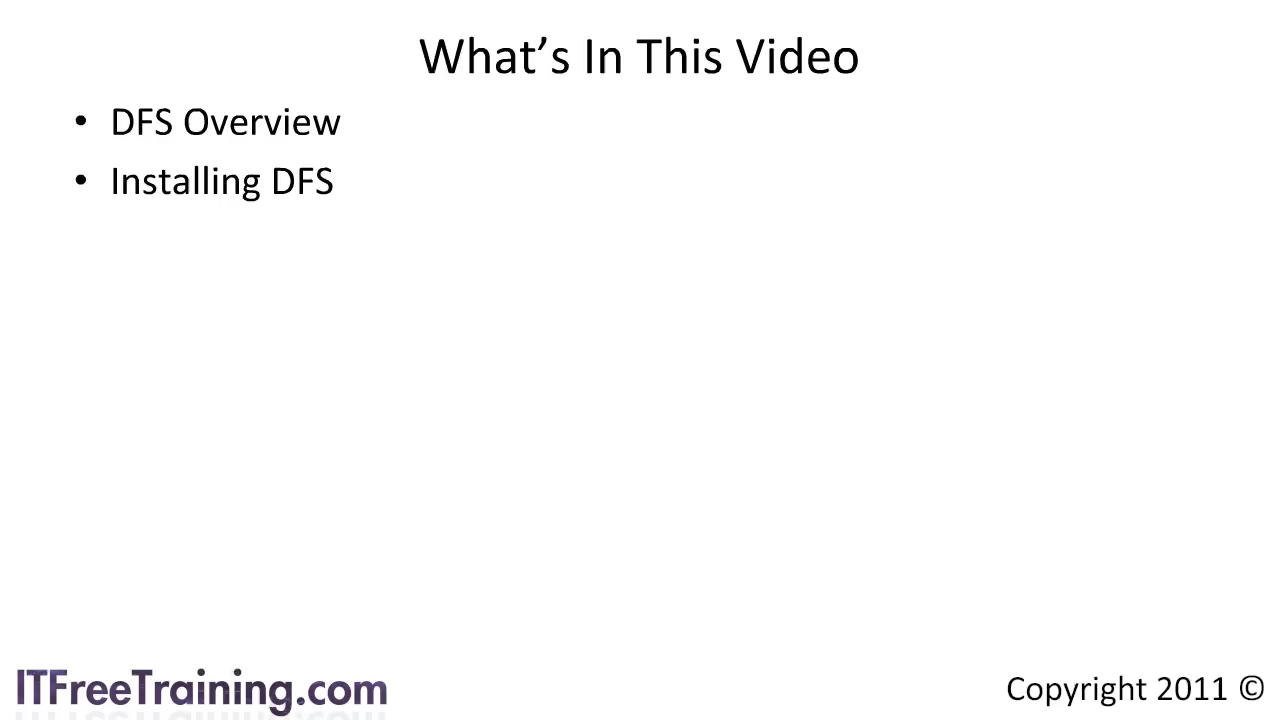 What’s In This Video
• DFS Overview
• Installing DFS
ITFreeTraining.com
Copyright 2011 ©